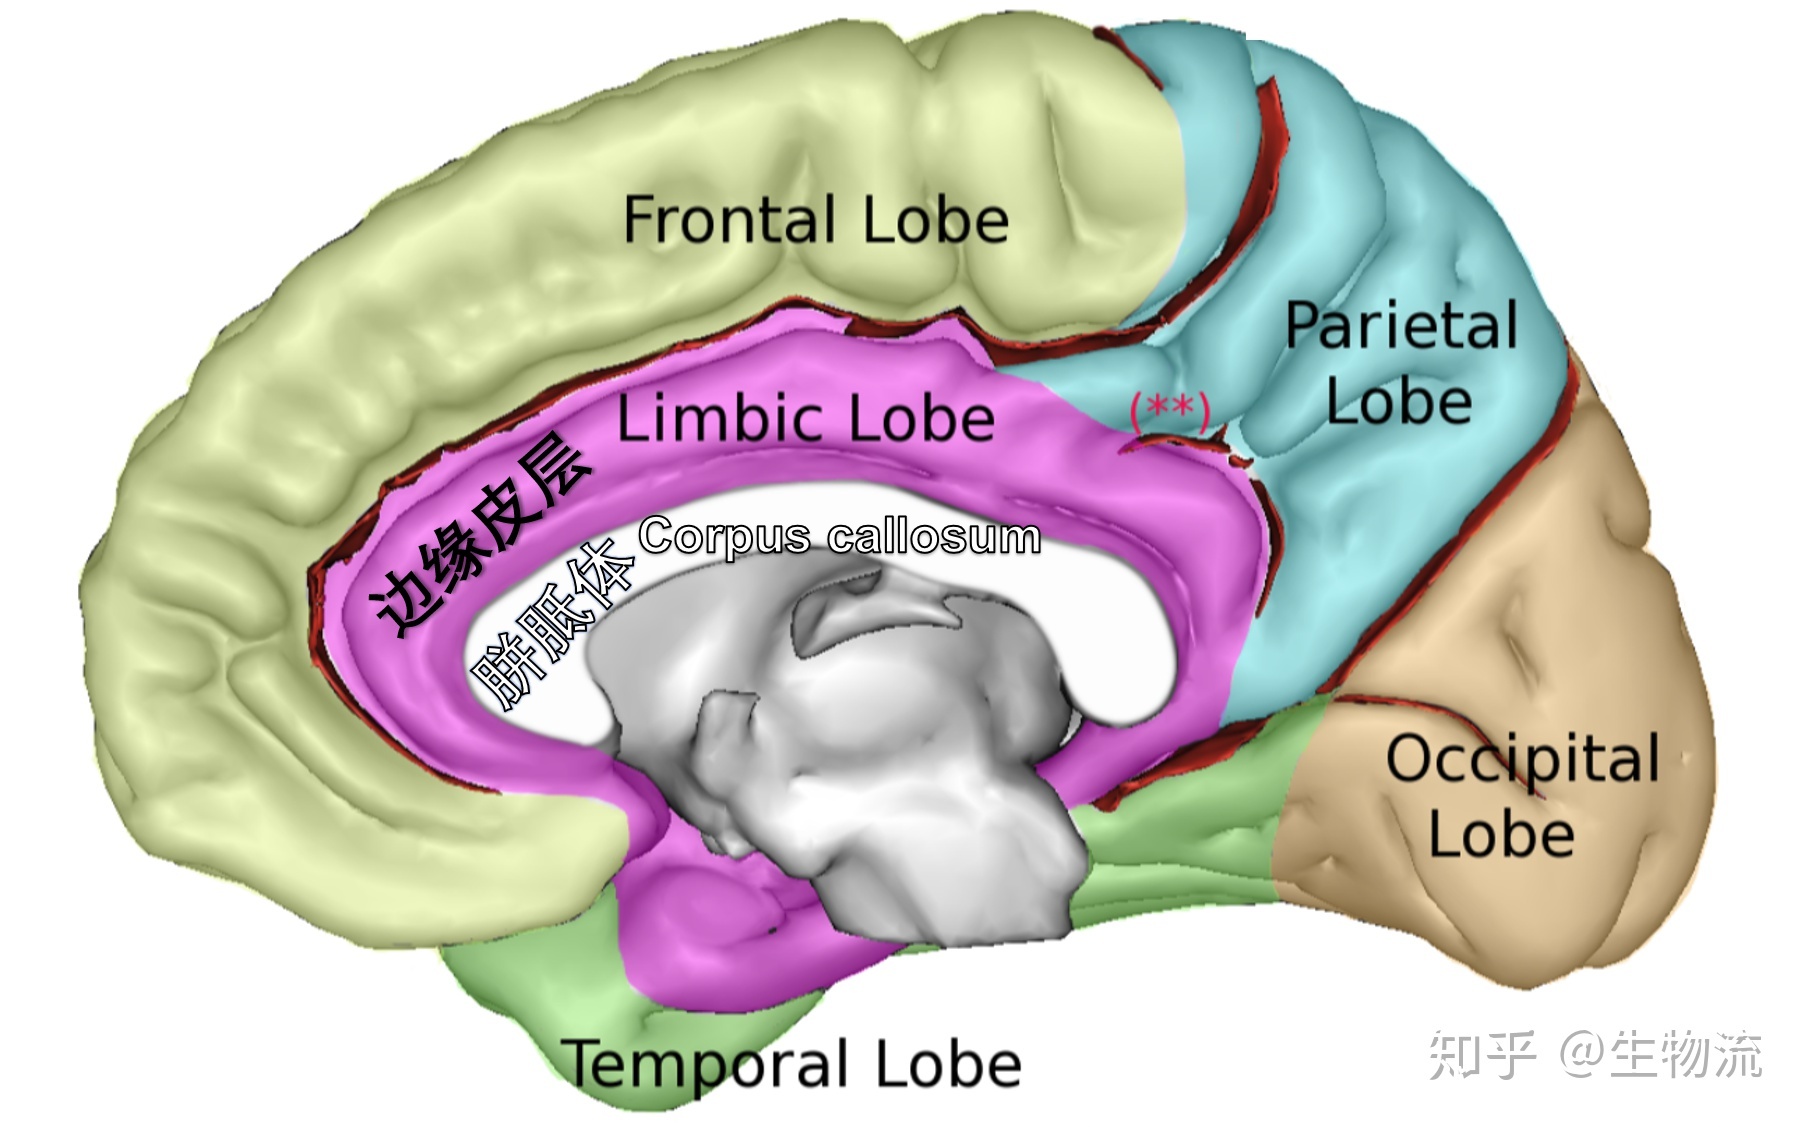 Frontal Lobe
Parietal
Lobe
(**)
Limbic Lobe
边缘皮层
Corpus callosum
胼胝体
Occipital
Lobe
Temporal Lobe
知乎 @生物流